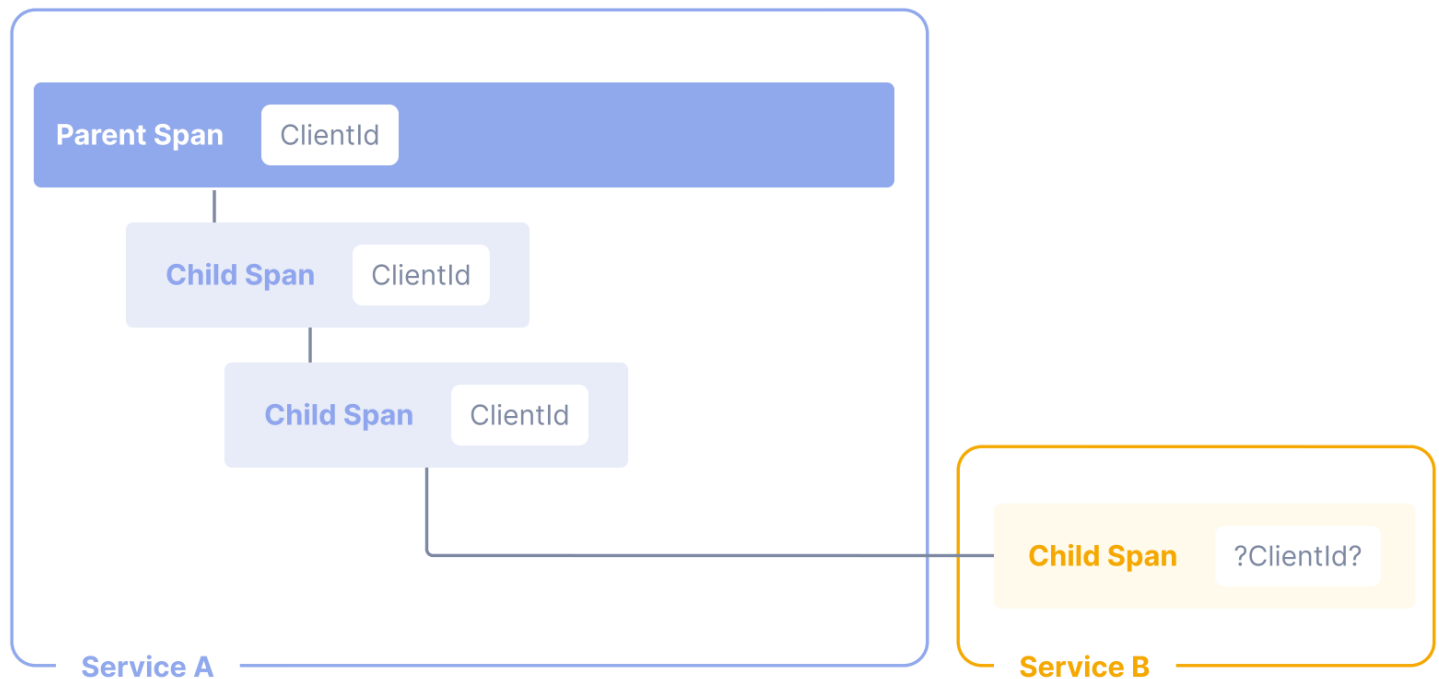 Parent Span ClientId
Child Span ClientId
Child Span ClientId
Child Span ?ClientId?
Service A
Service B